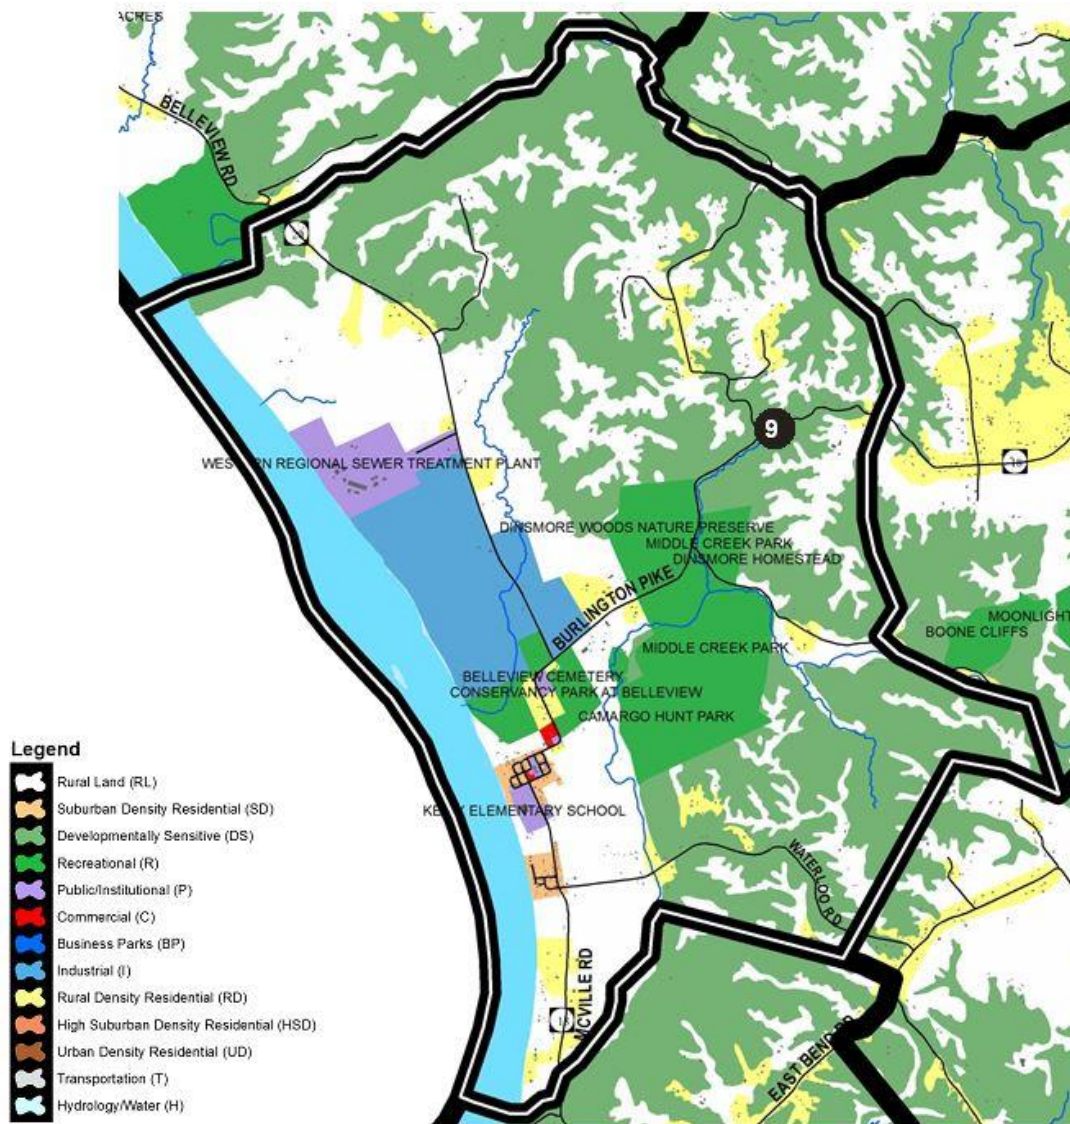 ACRES
BELLEVIEW RD
WESTERN REGIONAL SEWER TREATMENT PLANT
9
DINSMORE WOODS NATURE PRESERVE
MIDDLE CREEK PARK
DINSMORE HOMESTEAD
BURLINGTON PIKE
MOONLIGHT
BOONE CLIFFS
MIDDLE CREEK PARK
BELLEVIEW CEMETERY
CONSERVANCY PARK AT BELLEVIEW
CAMARGO HUNT PARK
KELLY ELEMENTARY SCHOOL
WATERLOO RD
MCVILLE RD
EAST BEND RD
Legend
Rural Land (RL)
Suburban Density Residential (SD)
Developmentally Sensitive (DS)
Recreational (R)
Public/Institutional (P)
Commercial (C)
Business Parks (BP)
Industrial (I)
Rural Density Residential (RD)
High Suburban Density Residential (HSD)
Urban Density Residential (UD)
Transportation (T)
Hydrology/Water (H)